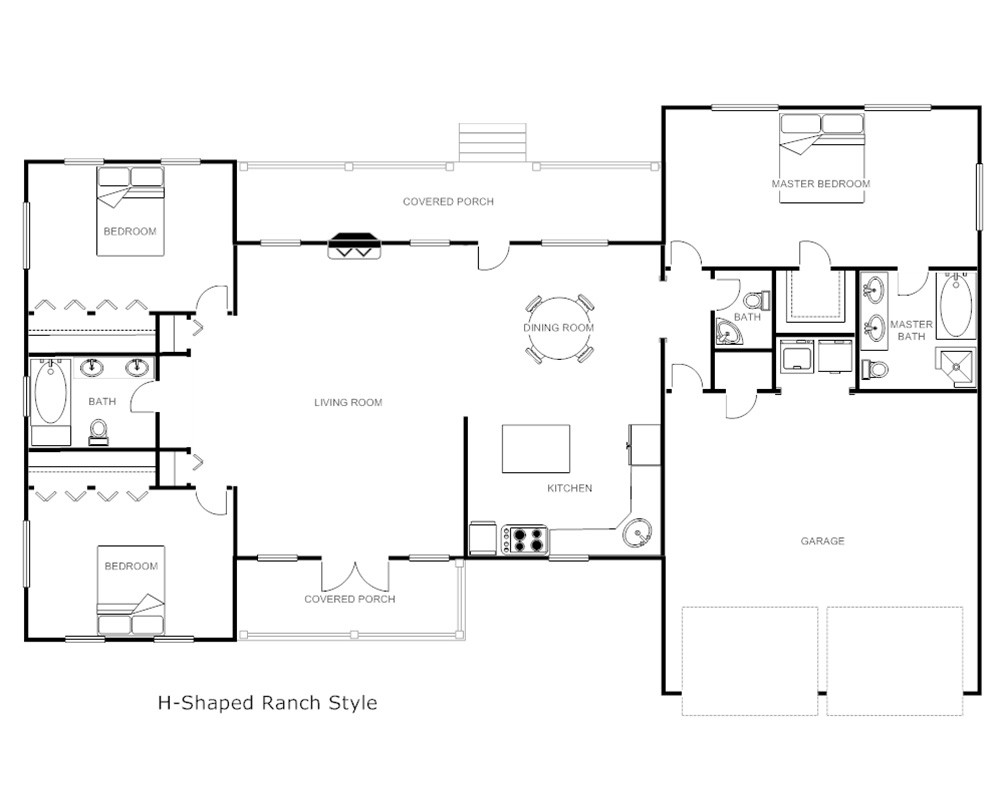 MASTER BEDROOM
COVERED PORCH
BEDROOM
BATH
DINING ROOM
MASTER
BATH
LIVING ROOM
BATH
KITCHEN
GARAGE
BEDROOM
COVERED PORCH
H-Shaped Ranch Style